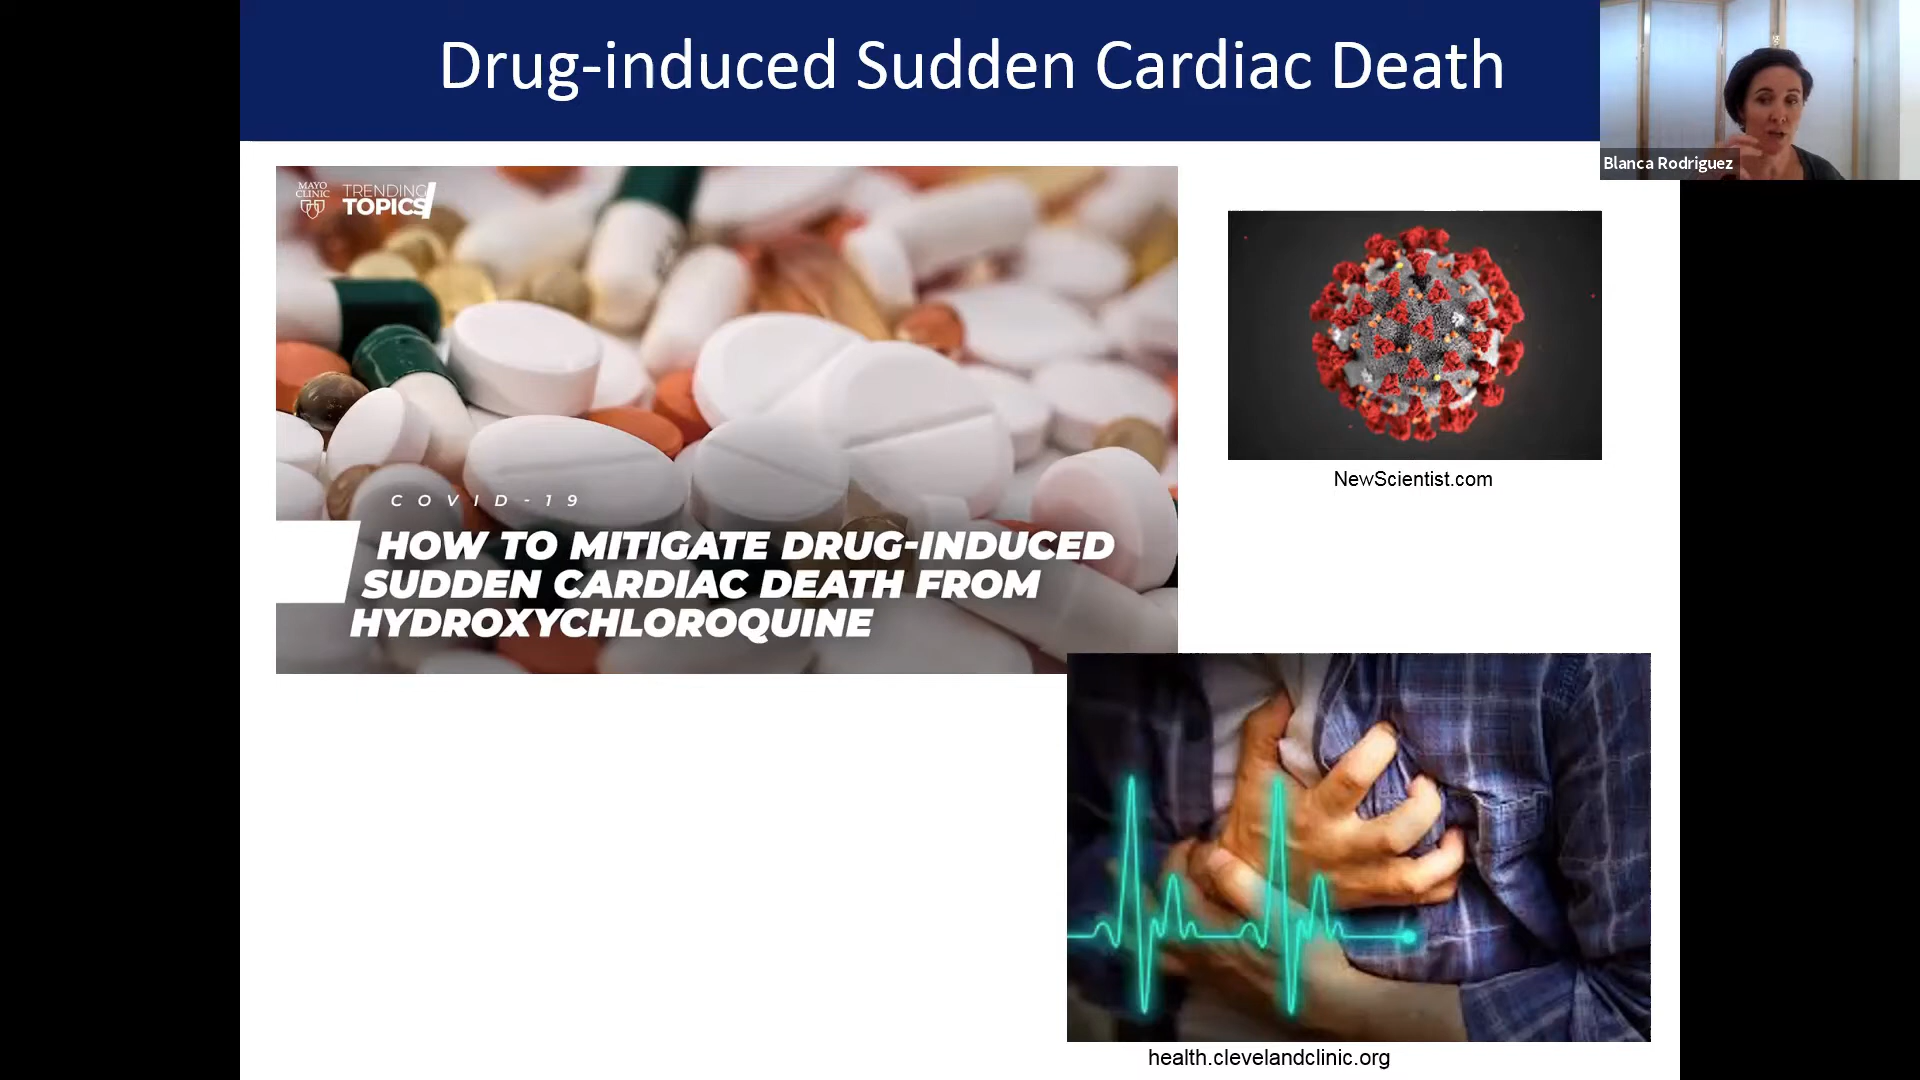 Drug-induced Sudden Cardiac Death
Blanca Rodriguez
MAYO
CLINIC
TRENDING
TOPICS
COVID-19
HOW TO MITIGATE DRUG-INDUCED
SUDDEN CARDIAC DEATH FROM
HYDROXYCHLOROQUINE
NewScientist.com
health.clevelandclinic.org